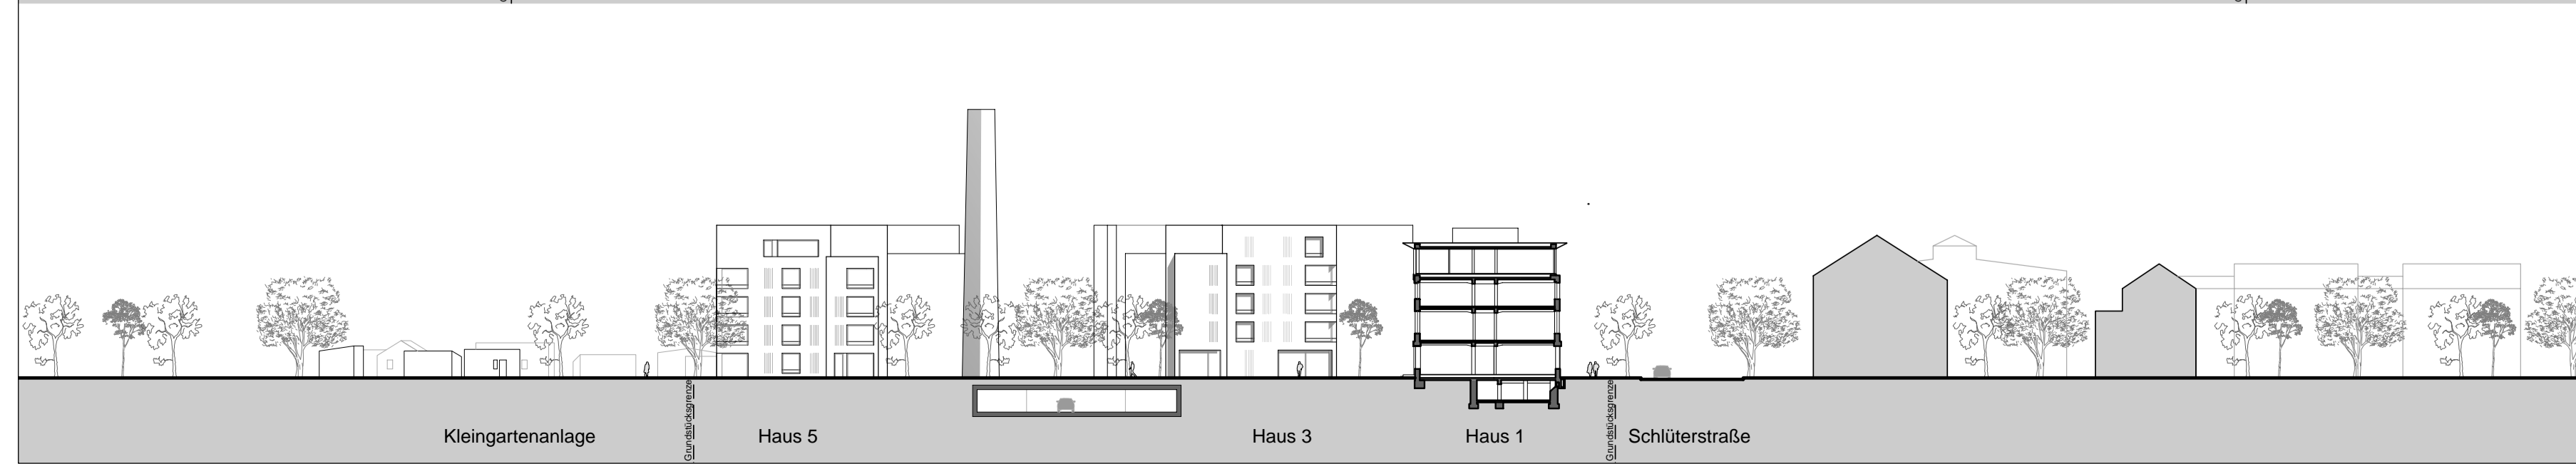 Kleingartenanlage
Grundstücksgrenze
Haus 5
Haus 3
Haus 1
Grundstücksgrenze
Schlüterstraße